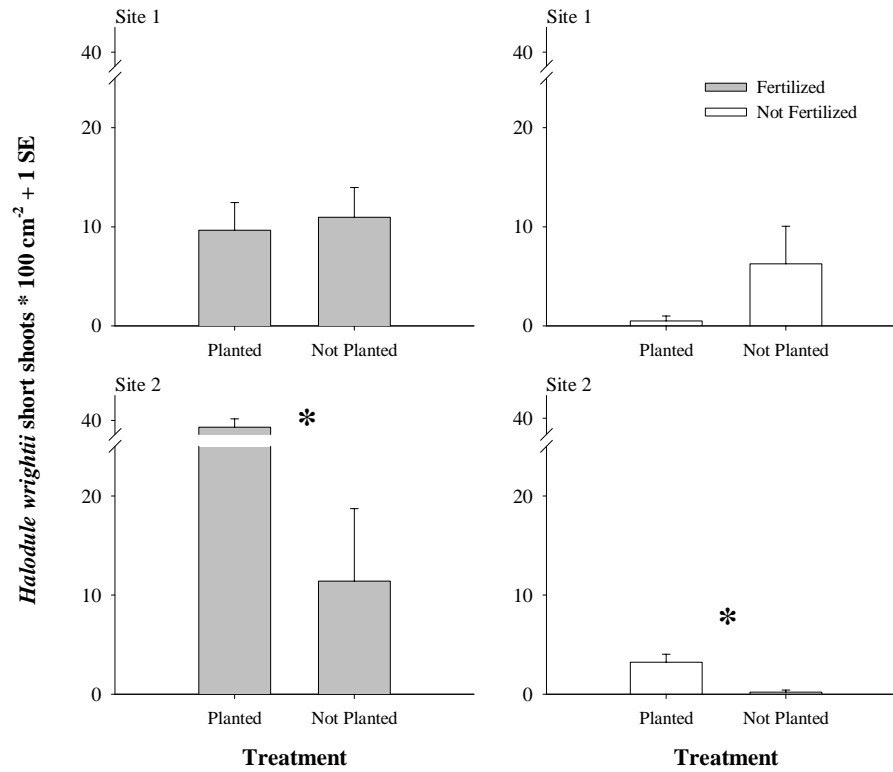 Site 1
40
20
10
0
Planted
Not Planted
Site 1
40
20
10
0
Planted
Not Planted
Fertilized
Not Fertilized
Halodule wrightii short shoots * 100 cm⁻² + 1 SE
Site 2
40
20
10
0
*
Planted
Not Planted
Treatment
Site 2
40
20
10
0
*
Planted
Not Planted
Treatment